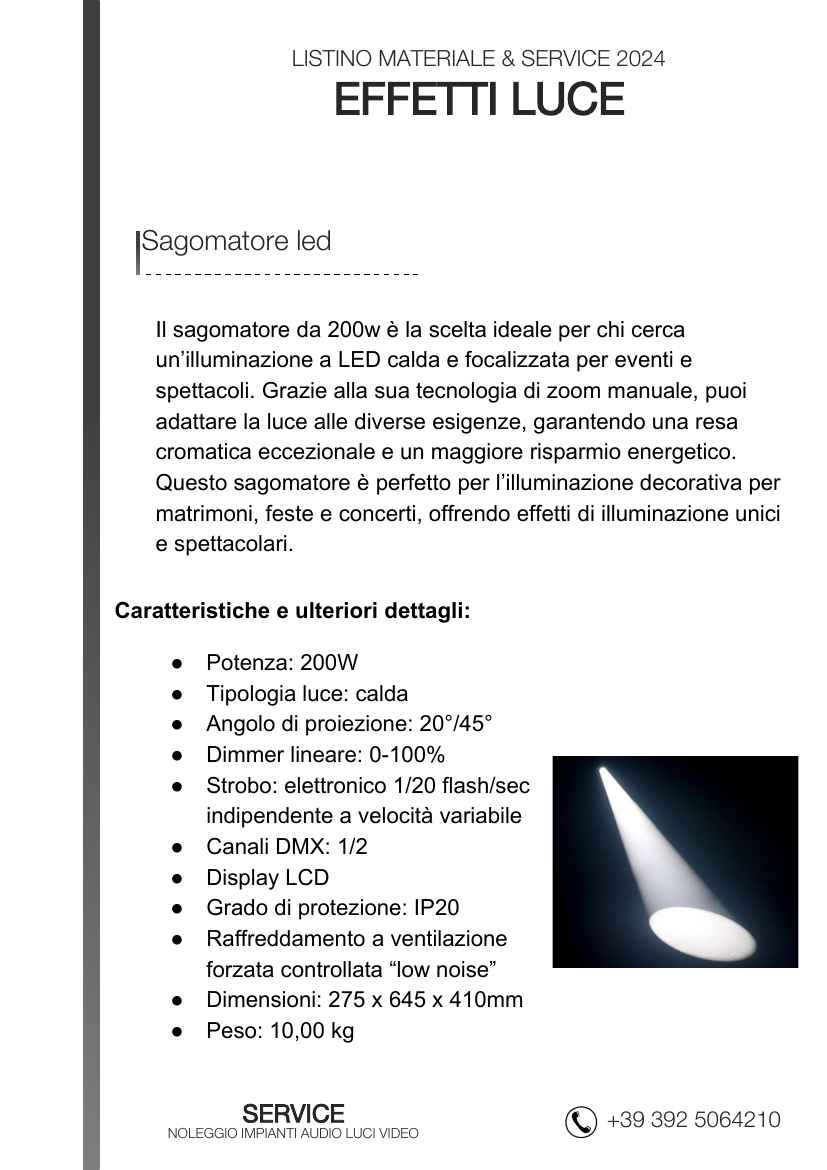 LISTINO MATERIALE & SERVICE 2024
EFFETTI LUCE
Sagomatore led
Il sagomatore da 200w è la scelta ideale per chi cerca
un’illuminazione a LED calda e focalizzata per eventi e
spettacoli. Grazie alla sua tecnologia di zoom manuale, puoi
adattare la luce alle diverse esigenze, garantendo una resa
cromatica eccezionale e un maggiore risparmio energetico.
Questo sagomatore è perfetto per l’illuminazione decorativa per
matrimoni, feste e concerti, offrendo effetti di illuminazione unici
e spettacolari.
Caratteristiche e ulteriori dettagli:
● Potenza: 200W
● Tipologia luce: calda
● Angolo di proiezione: 20°/45°
● Dimmer lineare: 0-100%
● Strobo: elettronico 1/20 flash/sec
indipendente a velocità variabile
● Canali DMX: 1/2
● Display LCD
● Grado di protezione: IP20
● Raffreddamento a ventilazione
forzata controllata “low noise”
● Dimensioni: 275 x 645 x 410mm
● Peso: 10,00 kg
SERVICE
NOLEGGIO IMPIANTI AUDIO LUCI VIDEO
+39 392 5064210